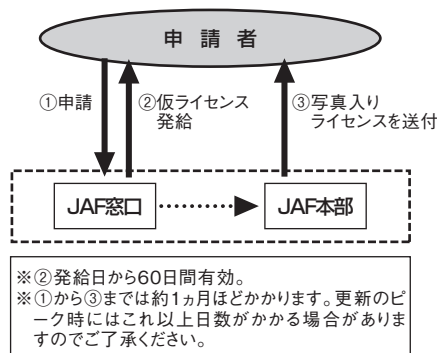 申請者
①申請
②仮ライセンス
発給
③写真入り
ライセンスを送付
JAF窓口
JAF本部
※②発給日から60日間有効。
※①から③までは約1ヵ月ほどかかります。更新のピ
ーク時にはこれ以上日数がかかる場合がありま
すのでご了承ください。